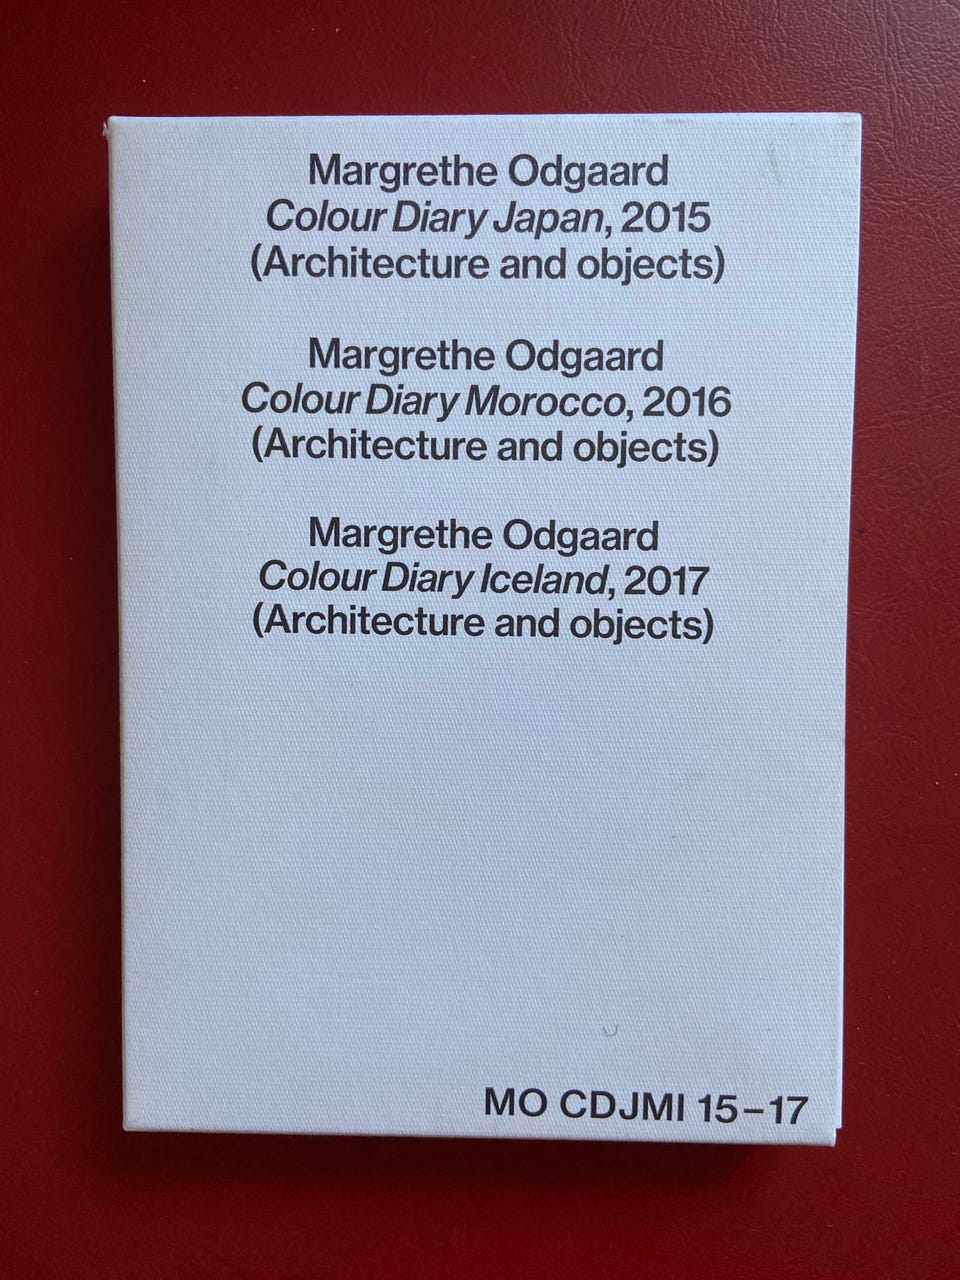 Margrethe Odgaard
Colour Diary Japan, 2015
(Architecture and objects)
Margrethe Odgaard
Colour Diary Morocco, 2016
(Architecture and objects)
Margrethe Odgaard
Colour Diary Iceland, 2017
(Architecture and objects)
MO CDJMI 15–17